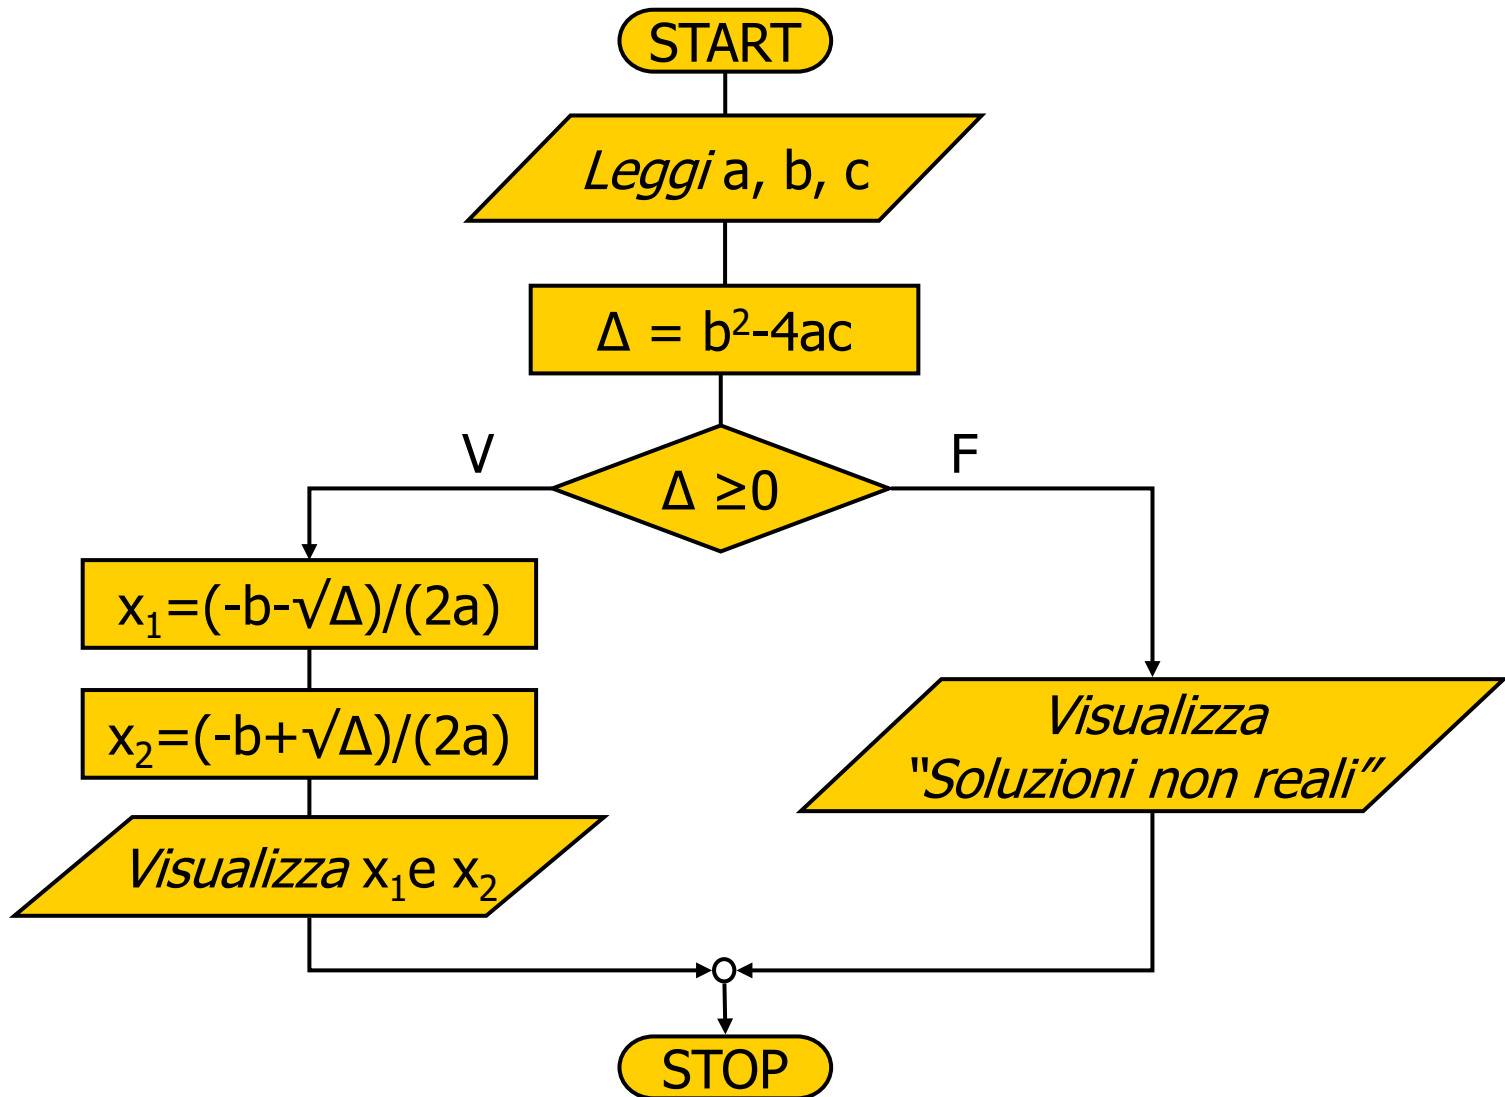 START
Leggi a, b, c
Δ = b²-4ac
V
F
Δ ≥0
x₁=(-b-√Δ)/(2a)
x₂=(-b+√Δ)/(2a)
Visualizza x₁e x₂
Visualizza
“Soluzioni non reali”
STOP